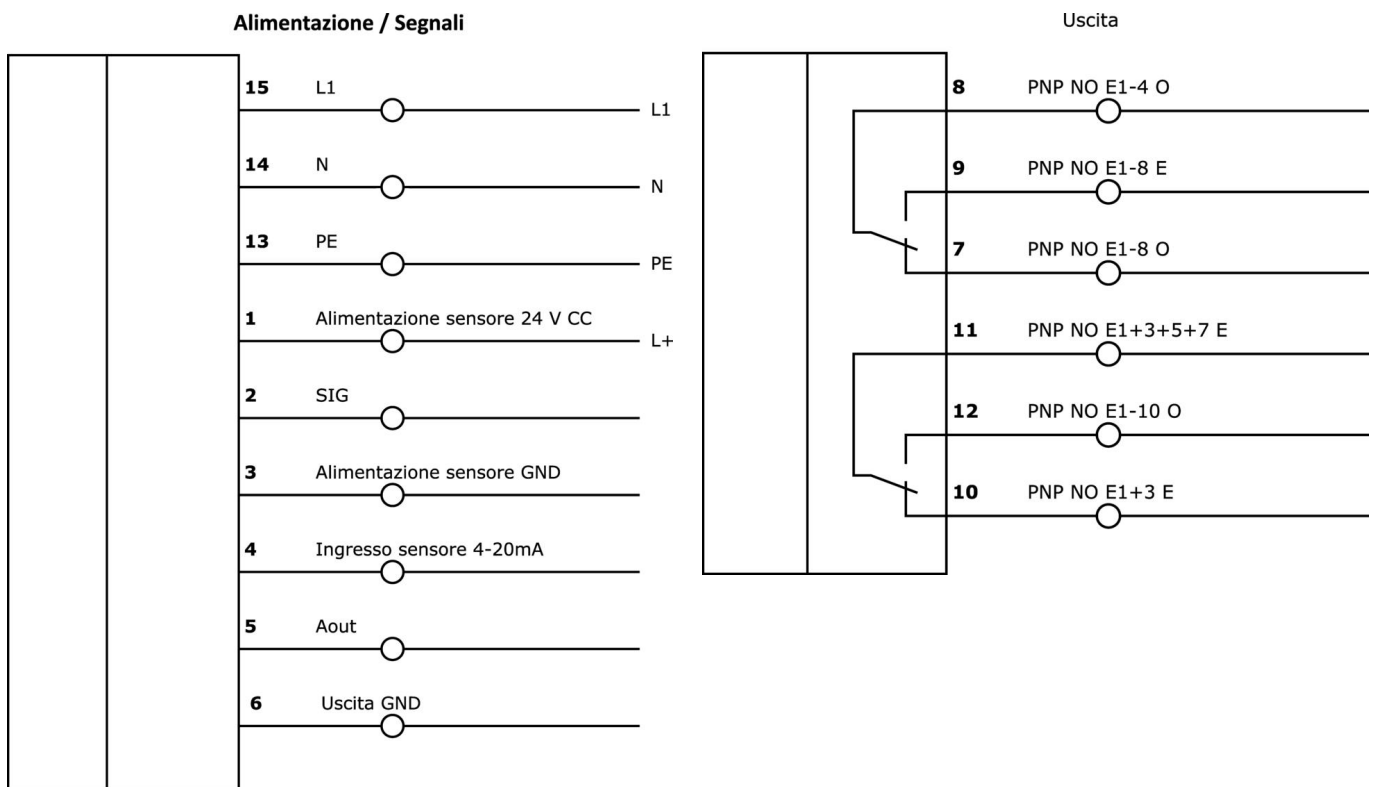 Alimentazione / Segnali
15 L1
L1
14 N
N
13 PE
PE
1 Alimentazione sensore 24 V CC
L+
2 SIG
3 Alimentazione sensore GND
4 Ingresso sensore 4-20mA
5 Aout
6 Uscita GND
Uscita
8 PNP NO E1-4 O
9 PNP NO E1-8 E
7 PNP NO E1-8 O
11 PNP NO E1+3+5+7 E
12 PNP NO E1-10 O
10 PNP NO E1+3 E